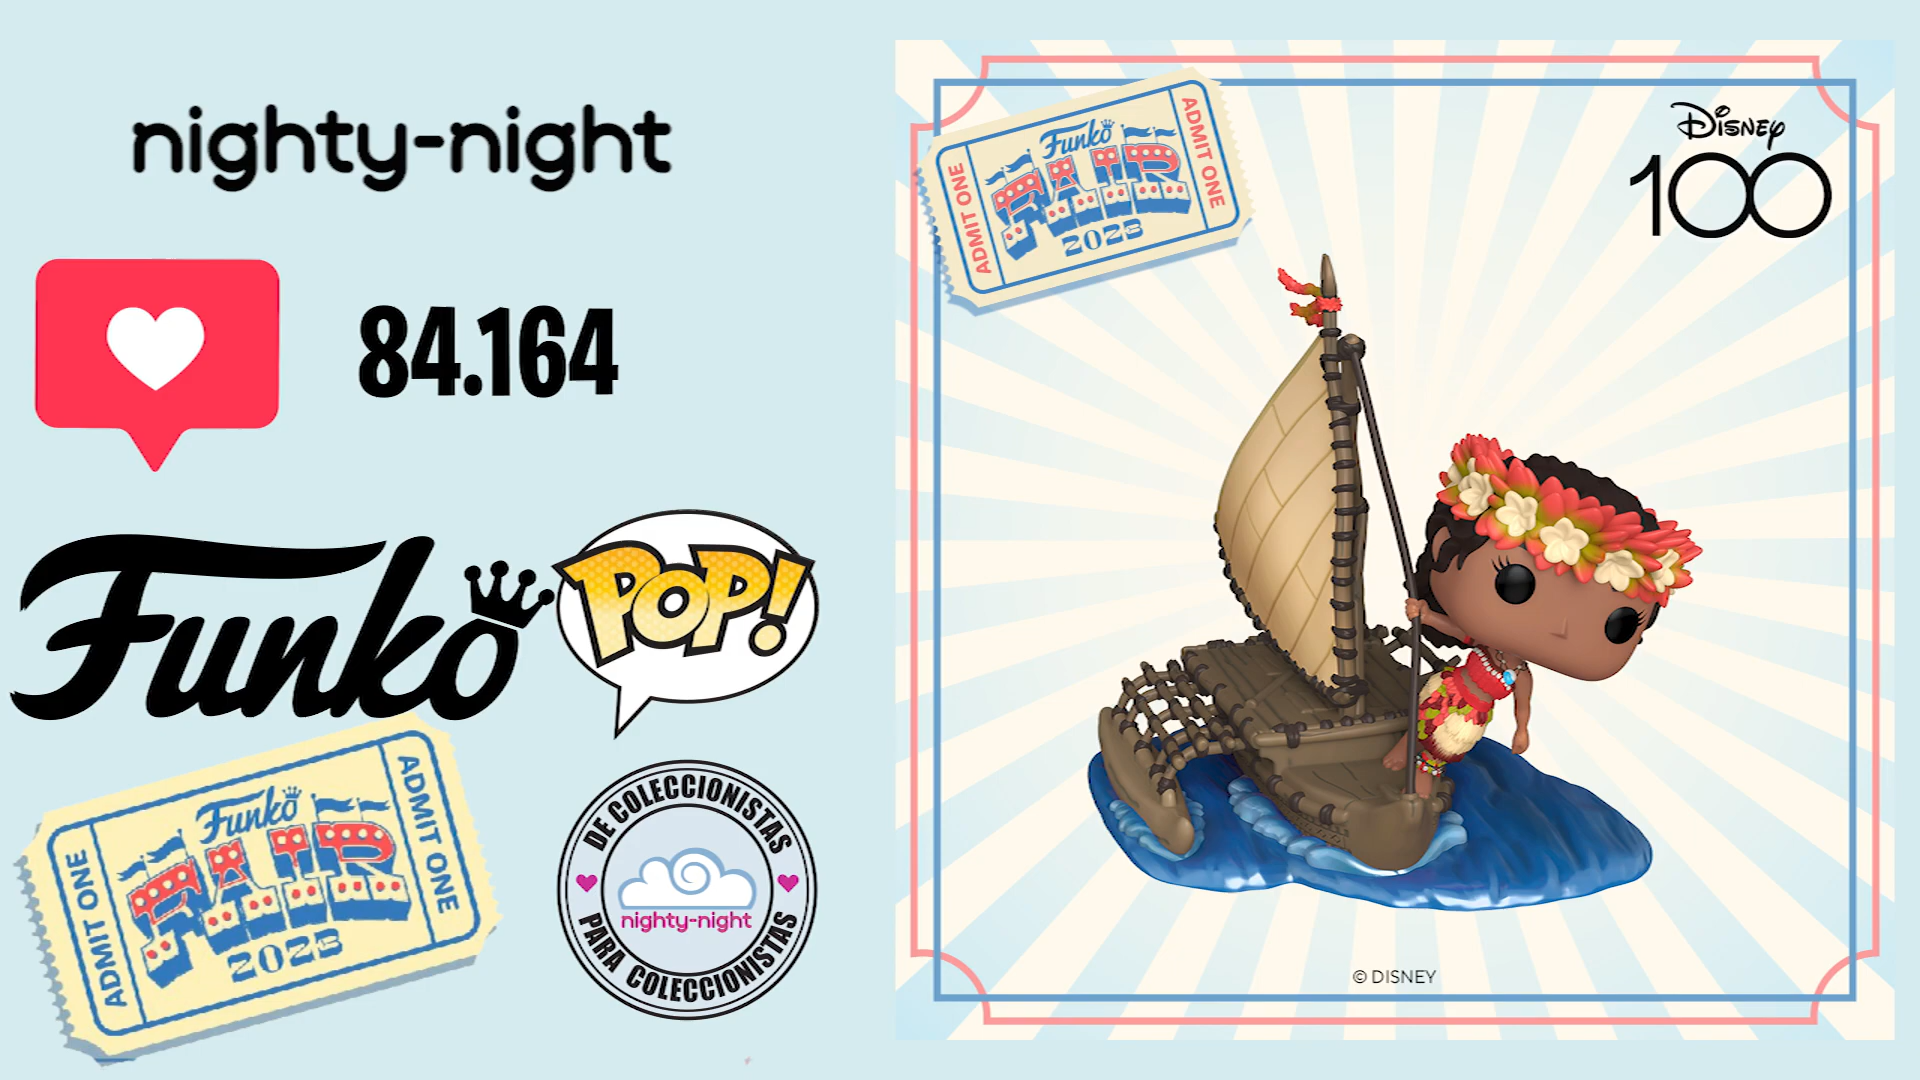 nighty-night
84.164
Funko
POP!
ADMIT ONE
Funko
FAIR
2023
ADMIT ONE
DE COLECCIONISTAS
nighty-night
PARA COLECCIONISTAS
ADMIT ONE
Funko
FAIR
2023
ADMIT ONE
Disney
100
© DISNEY